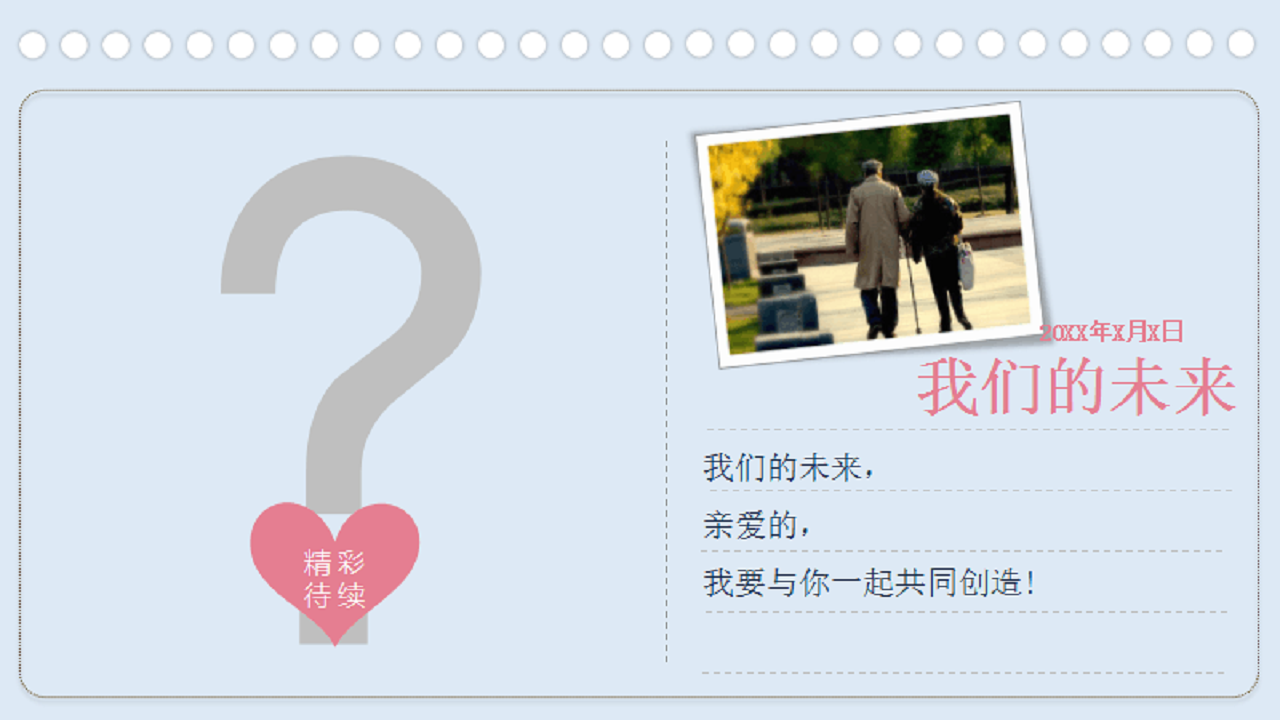 精彩
待续
20XX年X月X日
我们的未来
我们的未来，
亲爱的，
我要与你一起共同创造！